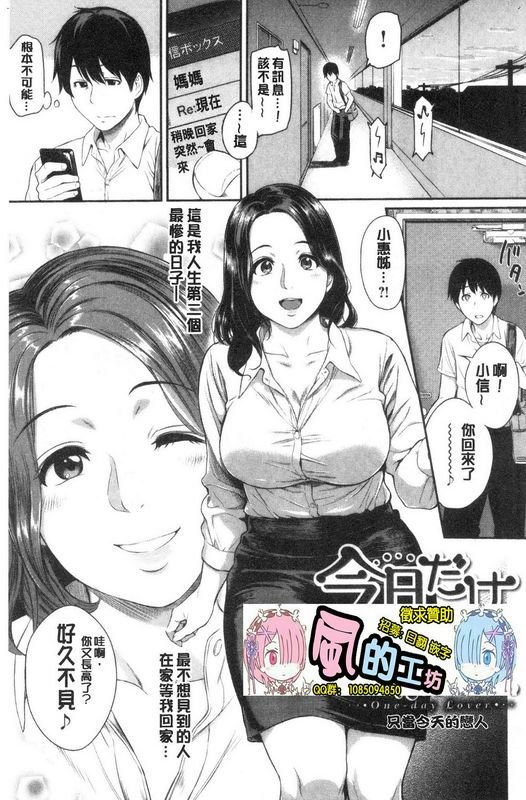 ！
♪
♪
有訊息…！
該不是～
信ボックス
媽媽
Re:現在
稍晚回家
突然~會
來
～這
根本不可能…
バタン
小惠姊
…?!
啊！
小信～
你回來了
～～～～～
這是我人生第三個
最慘的日子—
最不想見到的人
在家等我回家…
哇啊，
你又長高了？
好久不見♪
今日だけ
徵求贊助
招募,日翻 嵌字
風的工坊
QQ群：1085094850
One-day Lover
只當今天的戀人